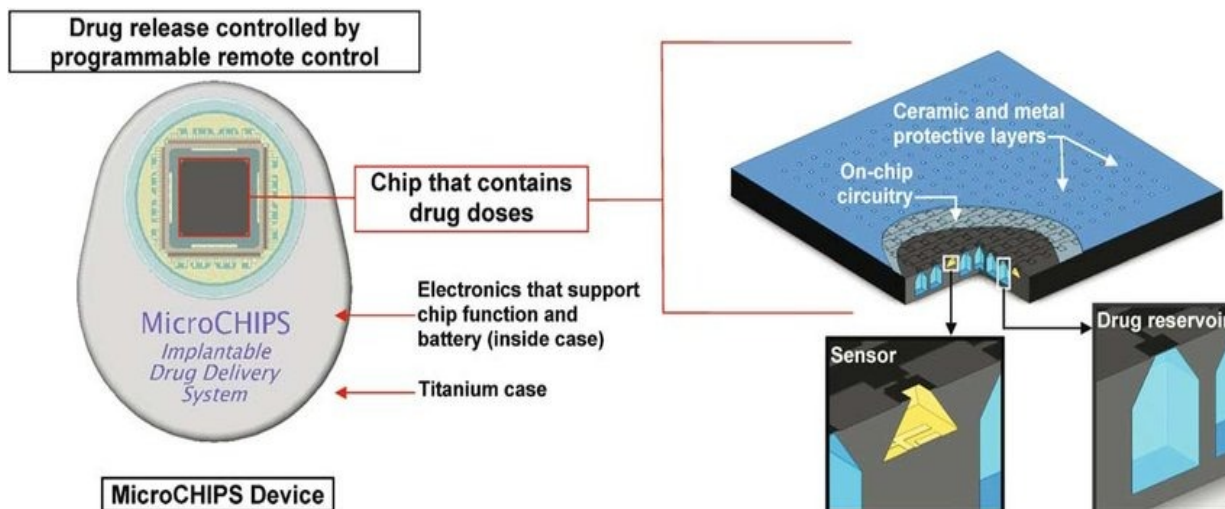 Drug release controlled by
programmable remote control
MicroCHIPS
Implantable
Drug Delivery
System
MicroCHIPS Device
Chip that contains
drug doses
Electronics that support
chip function and
battery (inside case)
Titanium case
Ceramic and metal
protective layers
On-chip
circuitry
Sensor
Drug reservoir